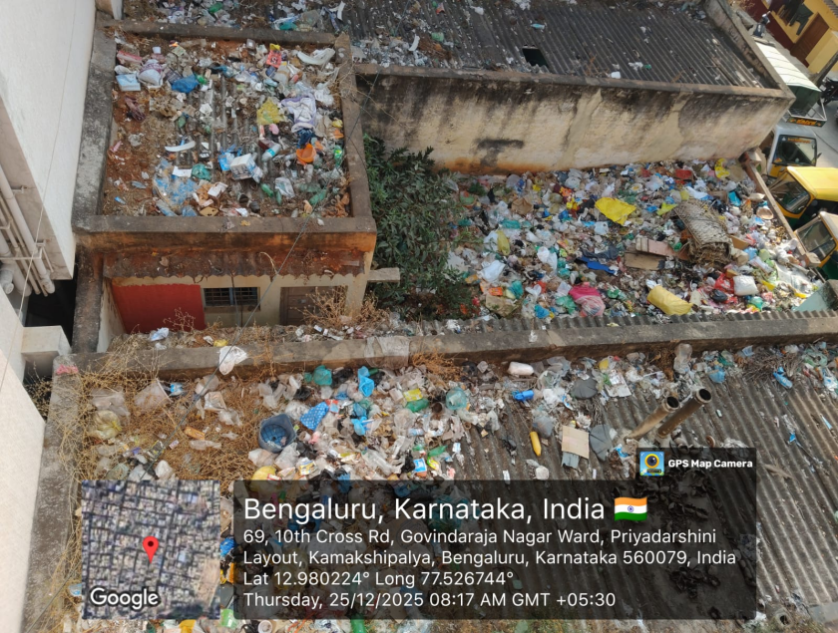 GPS Map Camera
Bengaluru, Karnataka, India 🇮🇳
69, 10th Cross Rd, Govindaraja Nagar Ward, Priyadarshini
Layout, Kamakshipalya, Bengaluru, Karnataka 560079, India
Lat 12.980224° Long 77.526744°
Thursday, 25/12/2025 08:17 AM GMT +05:30
Google